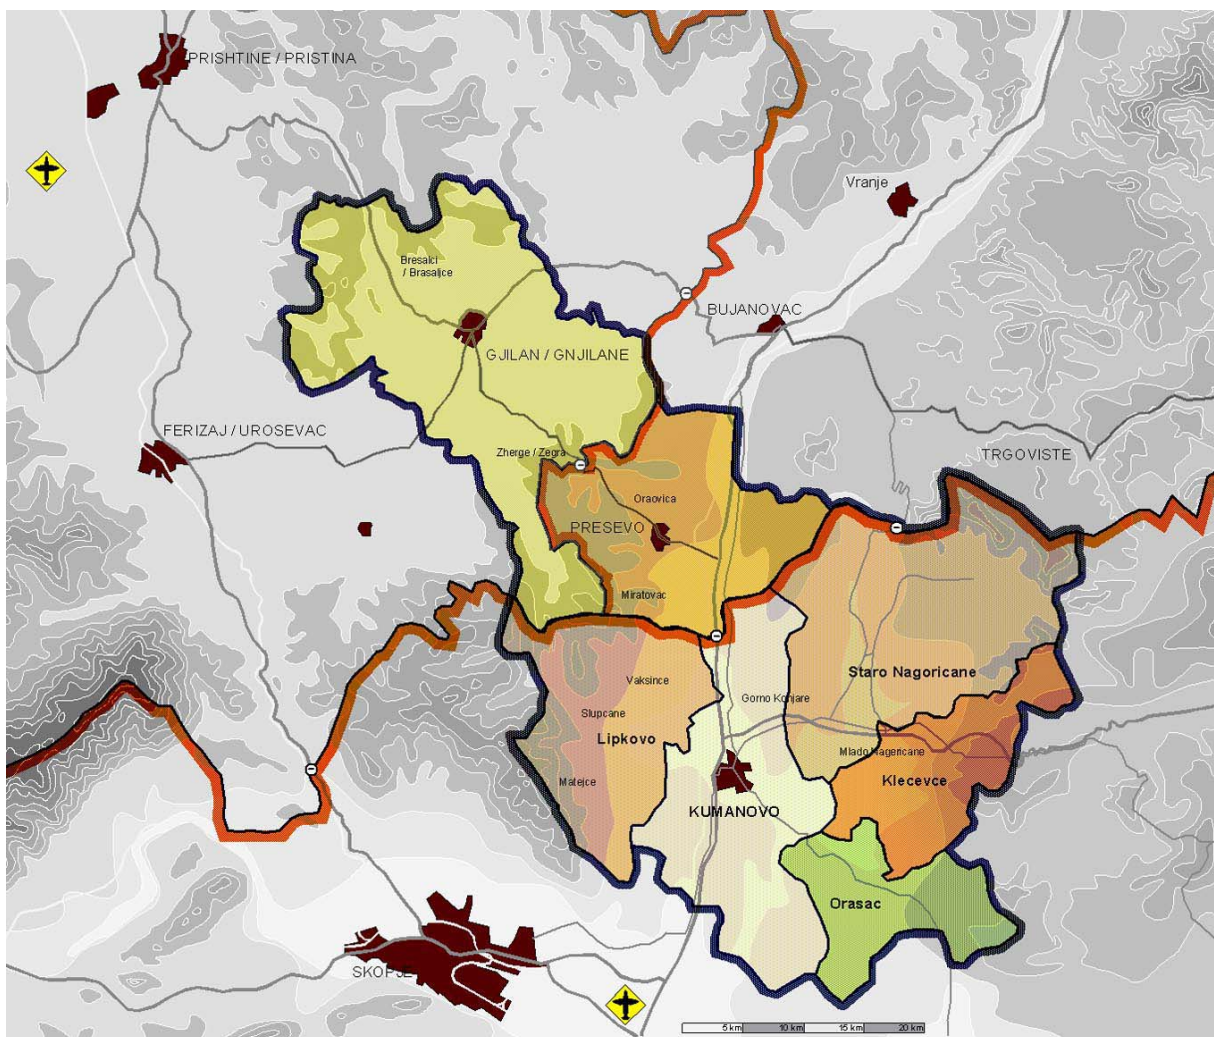 PRISHTINE / PRISTINA
Vranje
Bresalci
/ Brasaljce
BUJANOVAC
GJILAN / GNJILANE
FERIZAJ / UROSEVAC
Zherge / Zegra
TRGOVISTE
Oraovica
PRESEVO
Miratovac
Staro Nagoricane
Vaksince
Gorno Konjare
Slupcane
Lipkovo
Mlado Nagericane
Matejce
Klecevce
KUMANOVO
Orasac
SKOPJE
5 km 10 km 15 km 20 km